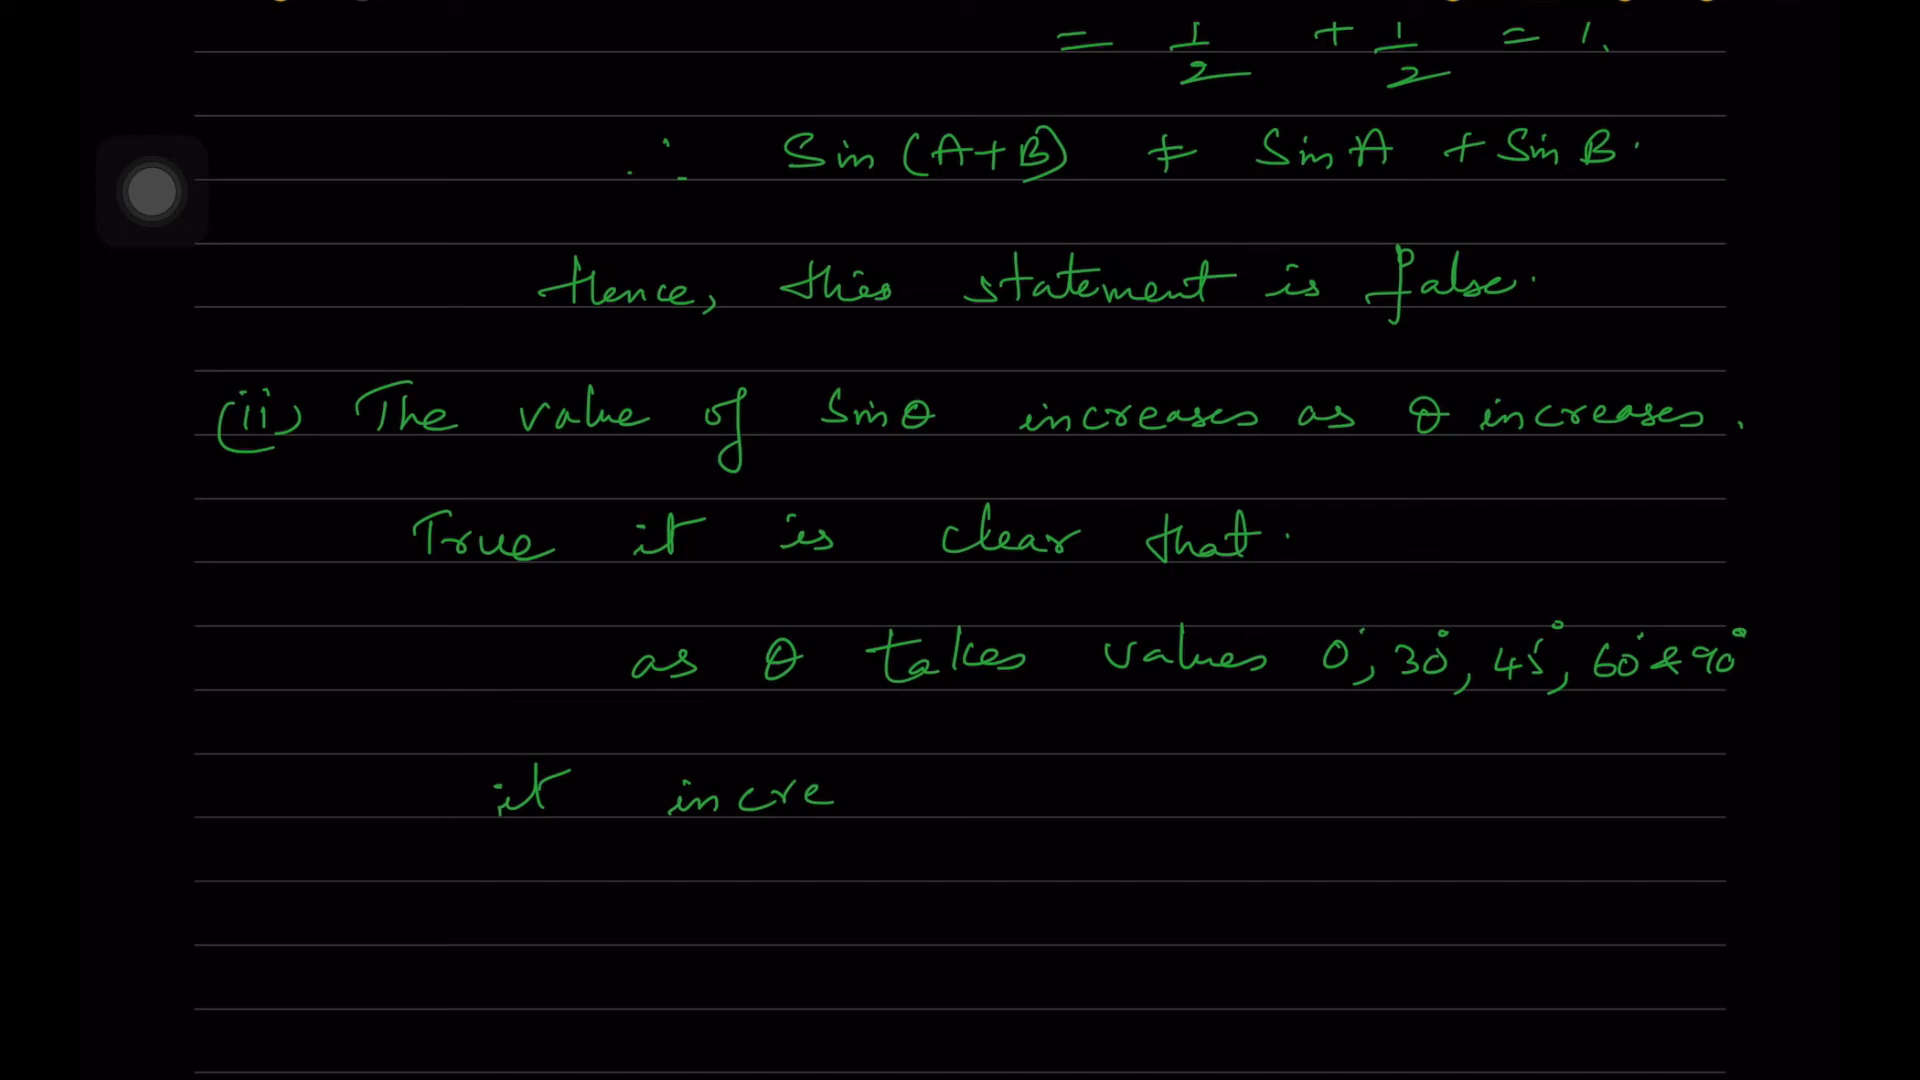 = 1/2 + 1/2 = 1.
∴ Sin (A+B) ≠ Sin A + Sin B.
Hence, this statement is false.
(ii) The value of Sin θ increases as θ increases.
True it is clear that.
as θ takes values 0°, 30°, 45°, 60° & 90°
it incre